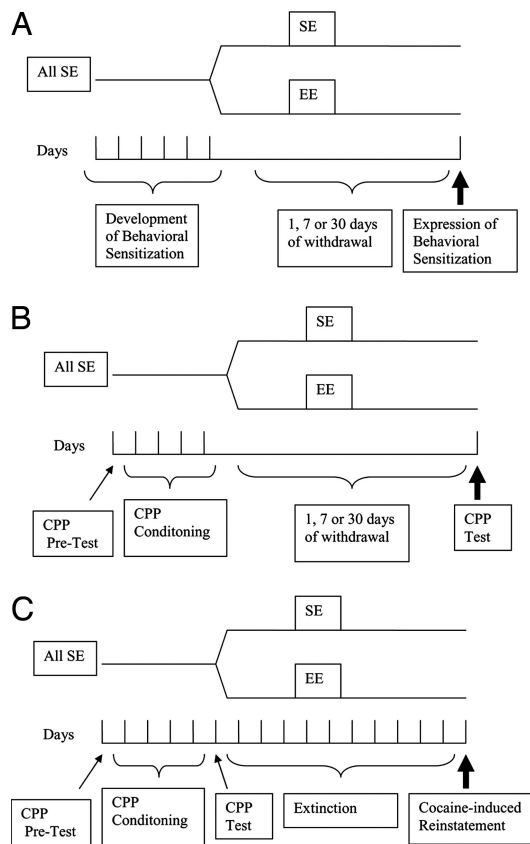 A
SE
All SE
EE
Days
Development
of Behavioral
Sensitization
1, 7 or 30 days
of withdrawal
Expression of
Behavioral
Sensitization
B
SE
All SE
EE
Days
CPP
Pre-Test
CPP
Conditoning
1, 7 or 30 days
of withdrawal
CPP
Test
C
SE
All SE
EE
Days
CPP
Pre-Test
CPP
Conditoning
CPP
Test
Extinction
Cocaine-induced
Reinstatement